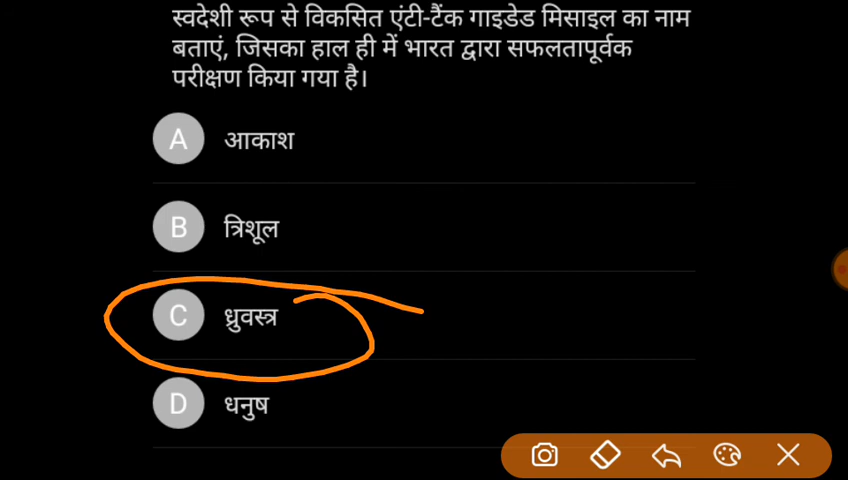 स्वदेशी रूप से विकसित एंटी-टैंक गाइडेड मिसाइल का नाम
बताएं, जिसका हाल ही में भारत द्वारा सफलतापूर्वक
परीक्षण किया गया है।
A आकाश
B त्रिशूल
C ध्रुवस्त्र
D धनुष